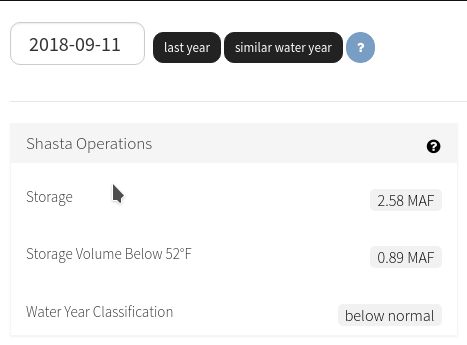 2018-09-11 last year similar water year ?
Shasta Operations ?
Storage 2.58 MAF
Storage Volume Below 52°F 0.89 MAF
Water Year Classification below normal